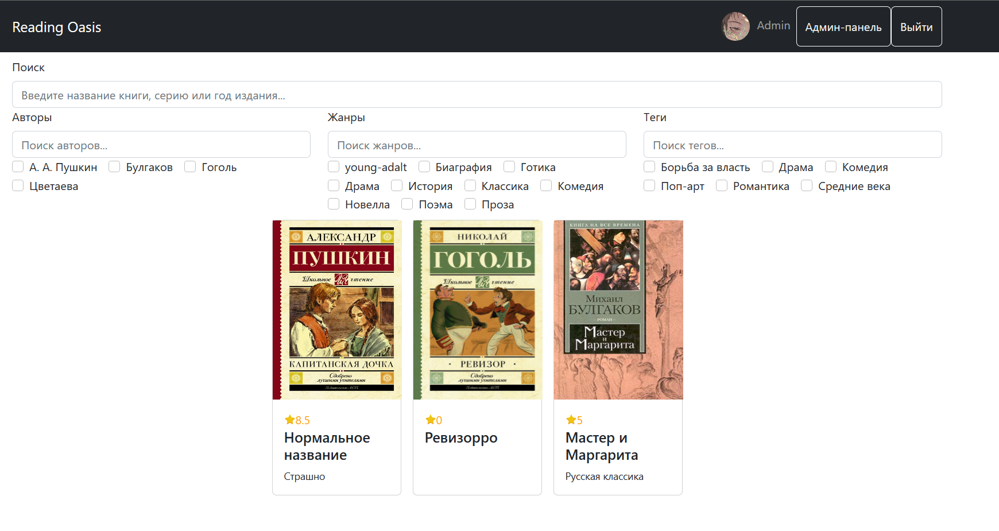 Reading Oasis
Admin
Админ-панель
Выйти
Поиск
Введите название книги, серию или год издания...
Авторы
Поиск авторов...
А. А. Пушкин Булгаков Гоголь
Цветаева
Жанры
Поиск жанров...
young-adalt Биаграфия Готика
Драма История Классика Комедия
Новелла Поэма Проза
Теги
Поиск тегов...
Борьба за власть Драма Комедия
Поп-арт Романтика Средние века
АЛЕКСАНДР
ПУШКИН
Школьное чтение
КАПИТАНСКАЯ ДОЧКА
Одобрено
лучшими учителями
Издательство АСТ
8.5
Нормальное
название
Страшно
НИКОЛАЙ
ГОГОЛЬ
Школьное чтение
· РЕВИЗОР ·
Одобрено
лучшими учителями
Издательство АСТ
0
Ревизорро
КНИГА НА ВСЕ ВРЕМЕНА
Михаил
БУЛГАКОВ
– РОМАН –
Мастер
и
Маргарита
5
Мастер и
Маргарита
Русская классика